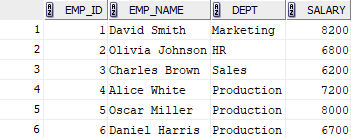 EMP_ID EMP_NAME DEPT SALARY
1 1 David Smith Marketing 8200
2 2 Olivia Johnson HR 6800
3 3 Charles Brown Sales 6200
4 4 Alice White Production 7200
5 5 Oscar Miller Production 8000
6 6 Daniel Harris Production 6700